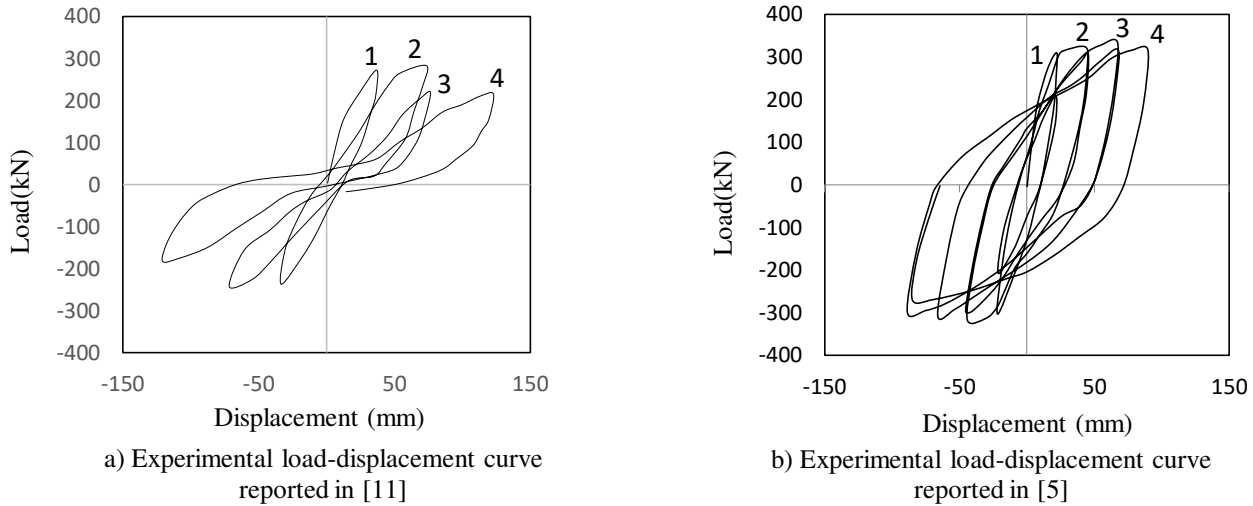 400
300
200
100
0
-100
-200
-300
-400
-150 -50 50 150
Load(kN)
Displacement (mm)
1 2 3 4
a) Experimental load-displacement curve
reported in [11]
400
300
200
100
0
-100
-200
-300
-400
-150 -50 50 150
Load(kN)
Displacement (mm)
1 2 3 4
b) Experimental load-displacement curve
reported in [5]